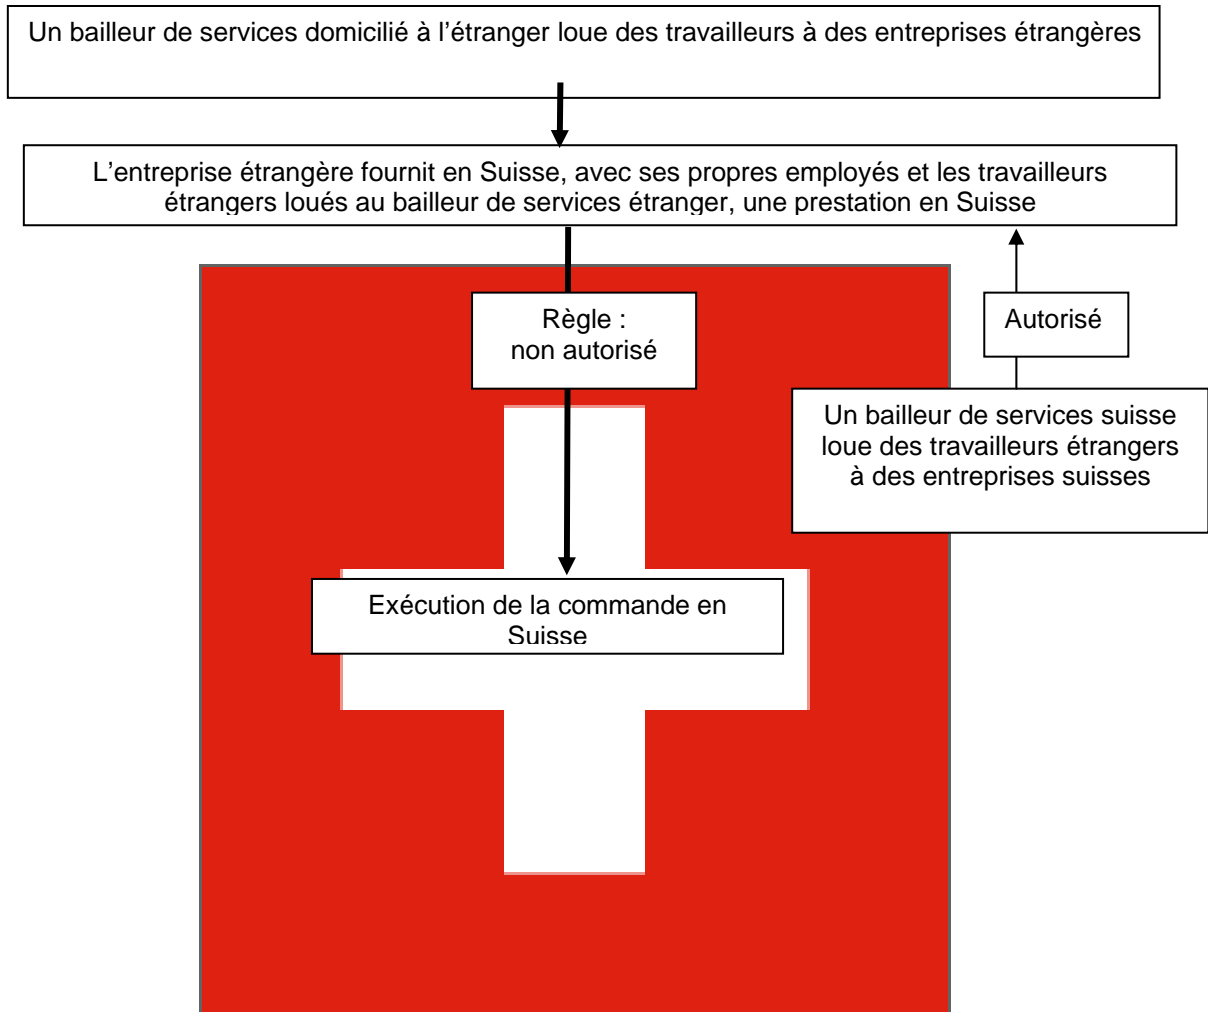 Un bailleur de services domicilié à l’étranger loue des travailleurs à des entreprises étrangères
L’entreprise étrangère fournit en Suisse, avec ses propres employés et les travailleurs
étrangers loués au bailleur de services étranger, une prestation en Suisse
Règle :
non autorisé
Autorisé
Un bailleur de services suisse
loue des travailleurs étrangers
à des entreprises suisses
Exécution de la commande en
Suisse